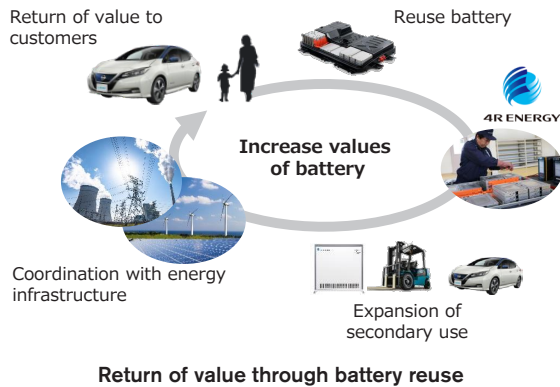 Return of value to
customers
Reuse battery
4R ENERGY
Increase values
of battery
Coordination with energy
infrastructure
Expansion of
secondary use
Return of value through battery reuse